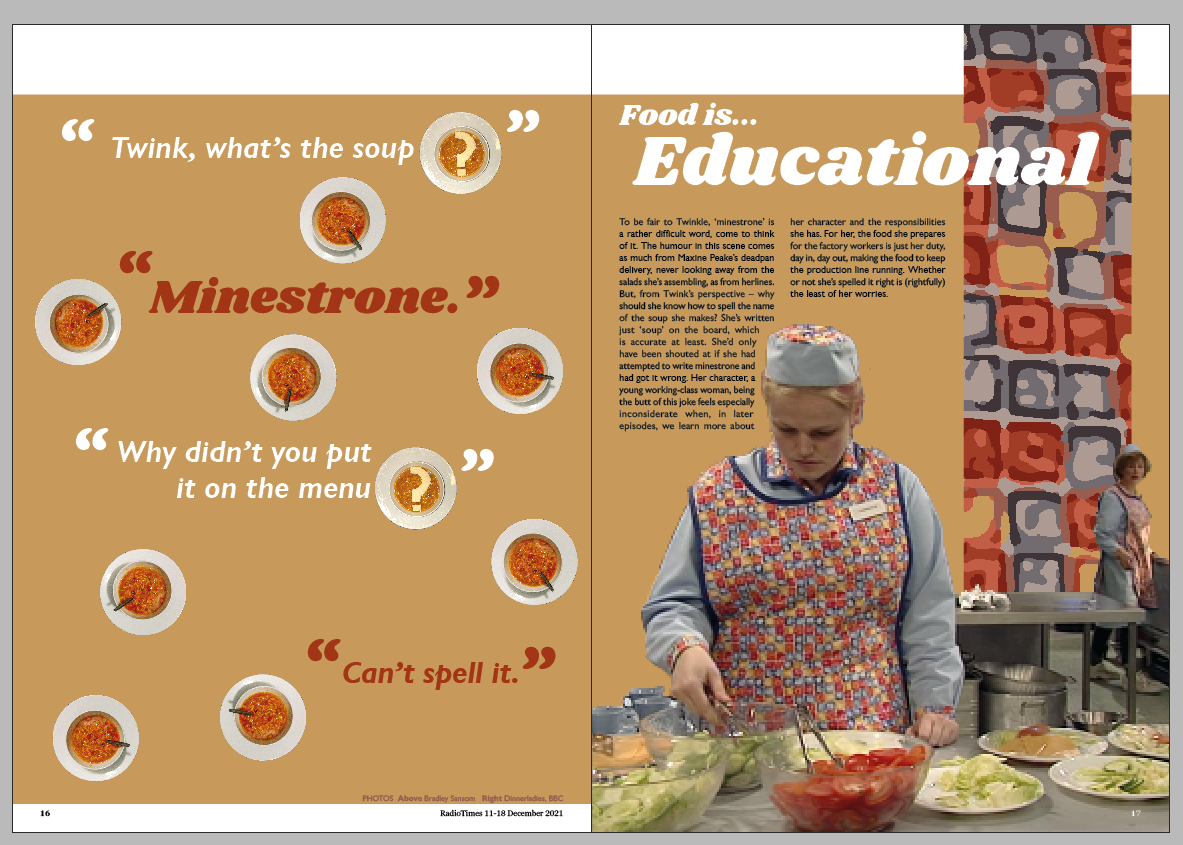 “Twink, what’s the soup ?”
“Minestrone.”
“Why didn’t you put
it on the menu ?”
“Can’t spell it.”
PHOTOS Above Bradley Sansom Right Dinnerladies, BBC
16
RadioTimes 11-18 December 2021
Food is...
Educational
To be fair to Twinkle, ‘minestrone’ is
a rather difficult word, come to think
of it. The humour in this scene comes
as much from Maxine Peake’s deadpan
delivery, never looking away from the
salads she’s assembling, as from herlines.
But, from Twink’s perspective – why
should she know how to spell the name
of the soup she makes? She’s written
just ‘soup’ on the board, which
is accurate at least. She’d only
have been shouted at if she had
attempted to write minestrone and
had got it wrong. Her character, a
young working-class woman, being
the butt of this joke feels especially
inconsiderate when, in later
episodes, we learn more about
her character and the responsibilities
she has. For her, the food she prepares
for the factory workers is just her duty,
day in, day out, making the food to keep
the production line running. Whether
or not she’s spelled it right is (rightfully)
the least of her worries.
17